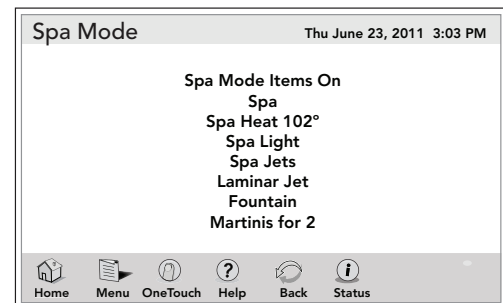 Spa Mode
Thu June 23, 2011 3:03 PM
Spa Mode Items On
Spa
Spa Heat 102°
Spa Light
Spa Jets
Laminar Jet
Fountain
Martinis for 2
Home Menu OneTouch Help Back Status